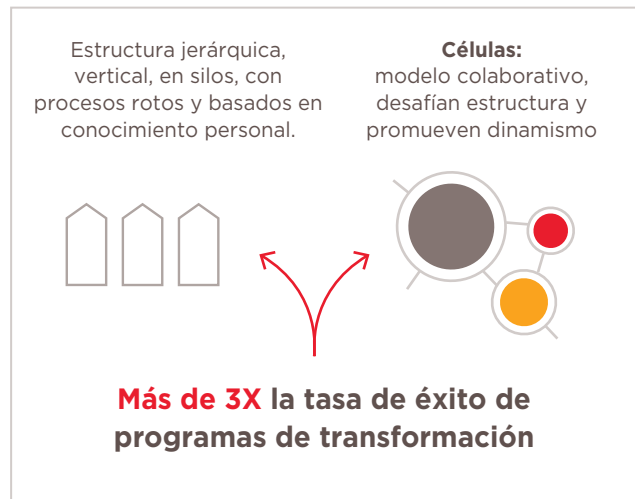 Estructura jerárquica,
vertical, en silos, con
procesos rotos y basados en
conocimiento personal.
Células:
modelo colaborativo,
desafían estructura y
promueven dinamismo
Más de 3X la tasa de éxito de
programas de transformación